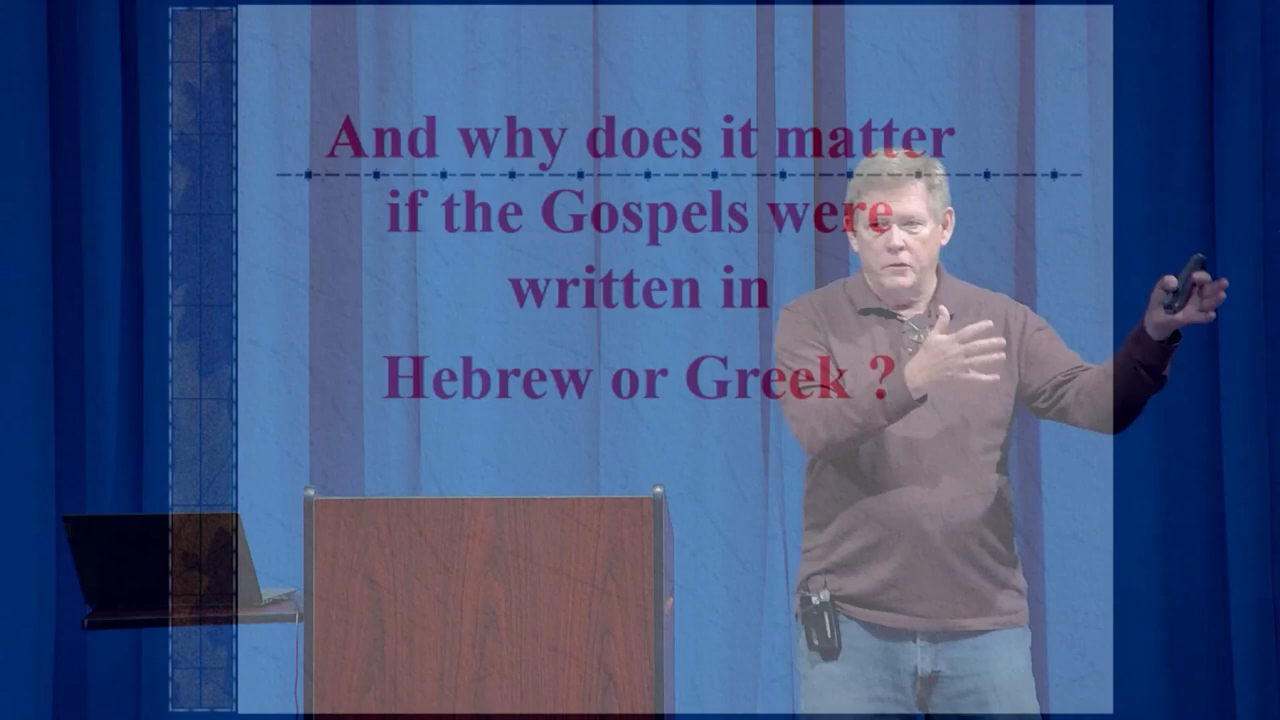 And why does it matter
if the Gospels were
written in
Hebrew or Greek ?